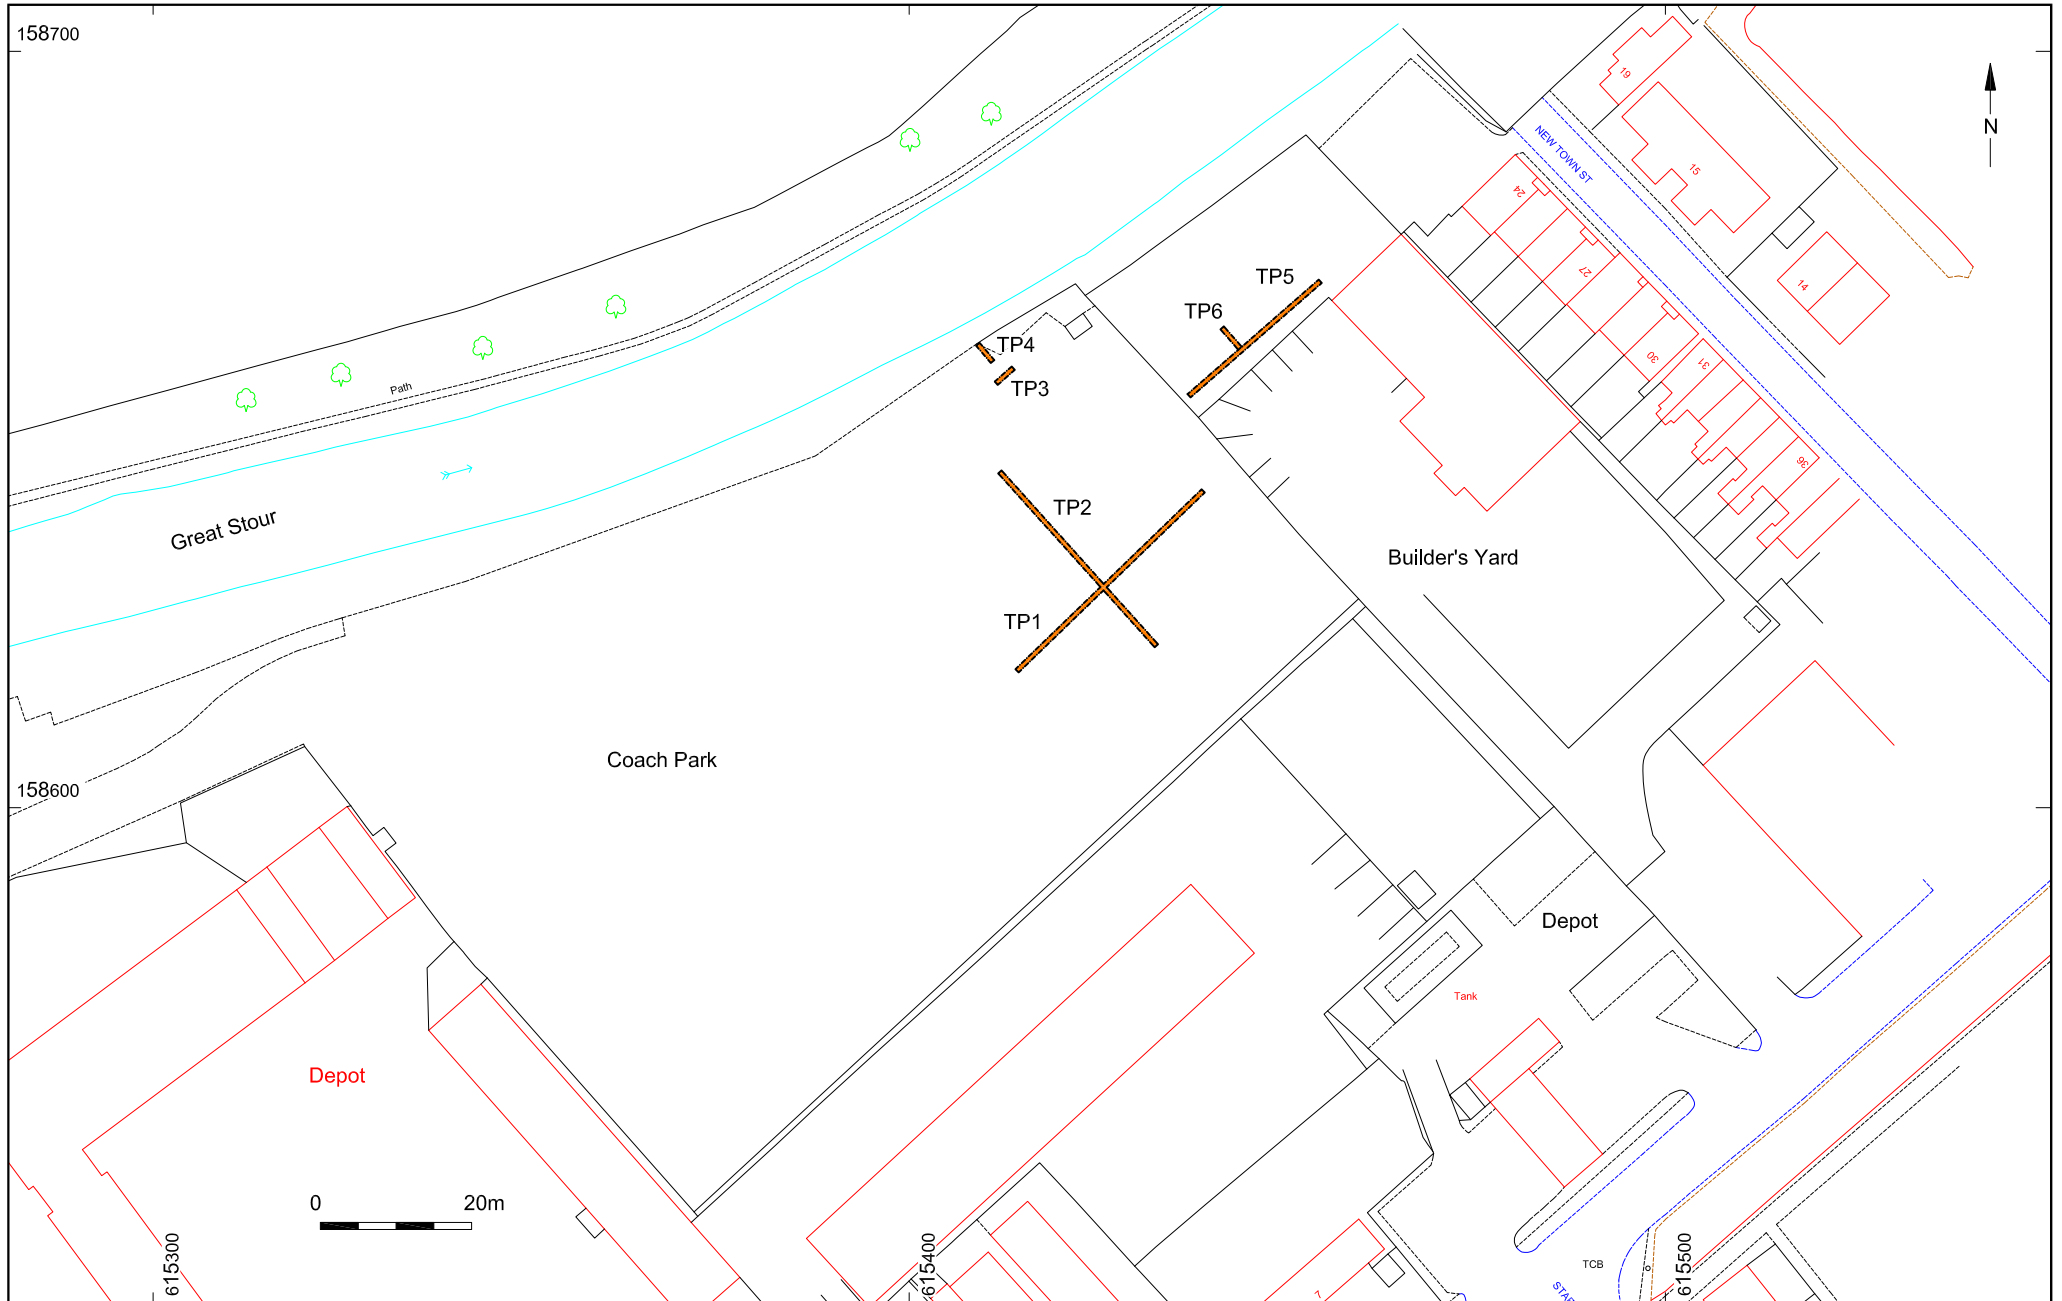 158700
N
19
NEW TOWN ST
15
24
27
14
TP5
TP6
TP4
TP3
30
31
Path
36
TP2
Great Stour
Builder's Yard
TP1
Coach Park
158600
Depot
Tank
Depot
0 20m
615300
615400
615500
TCB
7